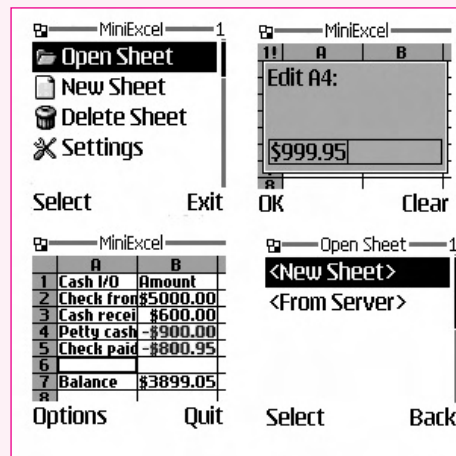 MiniExcel 1
Open Sheet
New Sheet
Delete Sheet
Settings
Select Exit
MiniExcel
1! A B
Edit A4:
$999.95
8
OK Clear
MiniExcel
A B
1 Cash I/O Amount
2 Check fron $5000.00
3 Cash recei $600.00
4 Petty cash -$900.00
5 Check paid -$800.95
6
7 Balance $3899.05
8
Options Quit
Open Sheet 1
<New Sheet>
<From Server>
Select Back